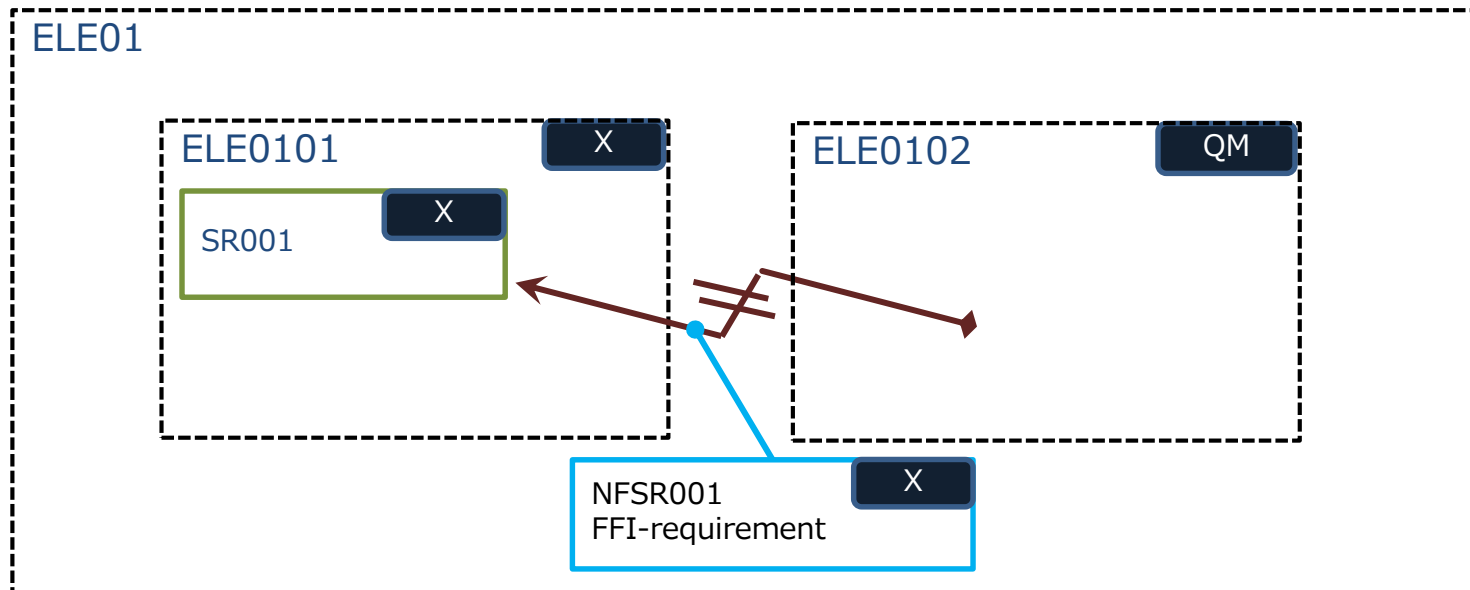 ELE01
ELE0101
X
ELE0102
QM
SR001
X
NFSR001
X
FFI-requirement